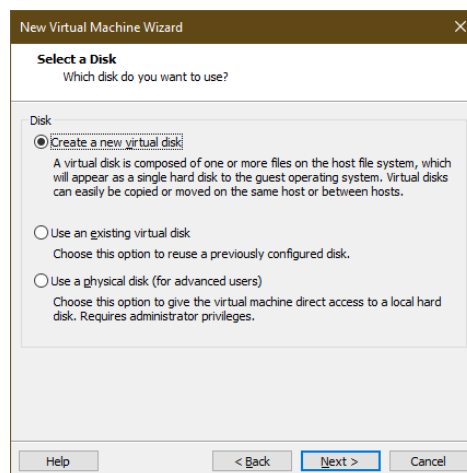 New Virtual Machine Wizard
Select a Disk
Which disk do you want to use?
Disk
Create a new virtual disk
A virtual disk is composed of one or more files on the host file system, which
will appear as a single hard disk to the guest operating system. Virtual disks
can easily be copied or moved on the same host or between hosts.
Use an existing virtual disk
Choose this option to reuse a previously configured disk.
Use a physical disk (for advanced users)
Choose this option to give the virtual machine direct access to a local hard
disk. Requires administrator privileges.
Help < Back Next > Cancel